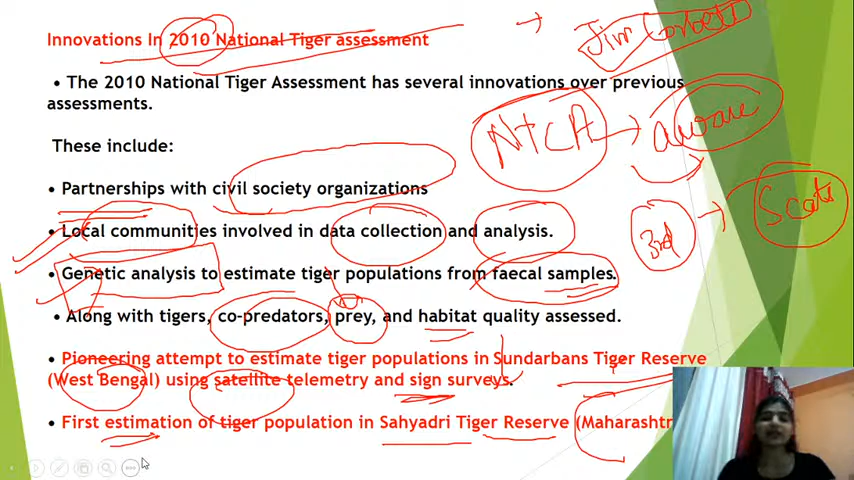 Innovations In 2010 National Tiger assessment
Jim Corbett
• The 2010 National Tiger Assessment has several innovations over previous
assessments.
NTCA → aware
These include:
• Partnerships with civil society organizations
3rd → Scats
• Local communities involved in data collection and analysis.
• Genetic analysis to estimate tiger populations from faecal samples.
• Along with tigers, co-predators, prey, and habitat quality assessed.
• Pioneering attempt to estimate tiger populations in Sundarbans Tiger Reserve
(West Bengal) using satellite telemetry and sign surveys.
• First estimation of tiger population in Sahyadri Tiger Reserve (Maharashtr